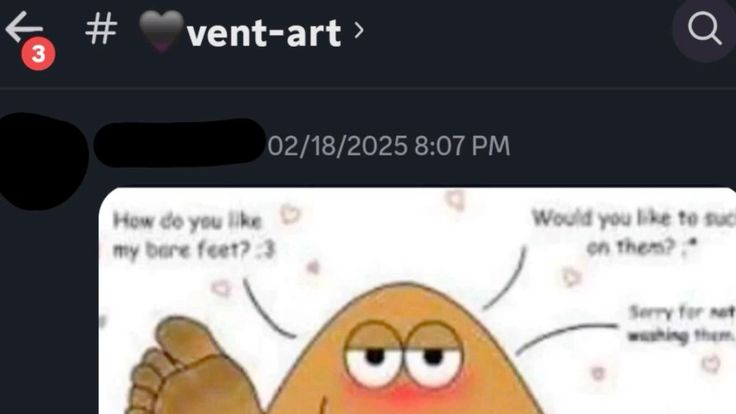 3
# 🖤vent-art >
02/18/2025 8:07 PM
How do you like
my bare feet? :3
Would you like to suck
on them? ;*
Sorry for not
washing them.